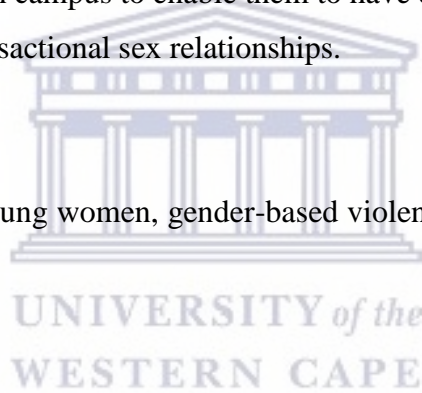 campus to enable them to have
sactional sex relationships.
ung women, gender-based violen
UNIVERSITY of the
WESTERN CAPE